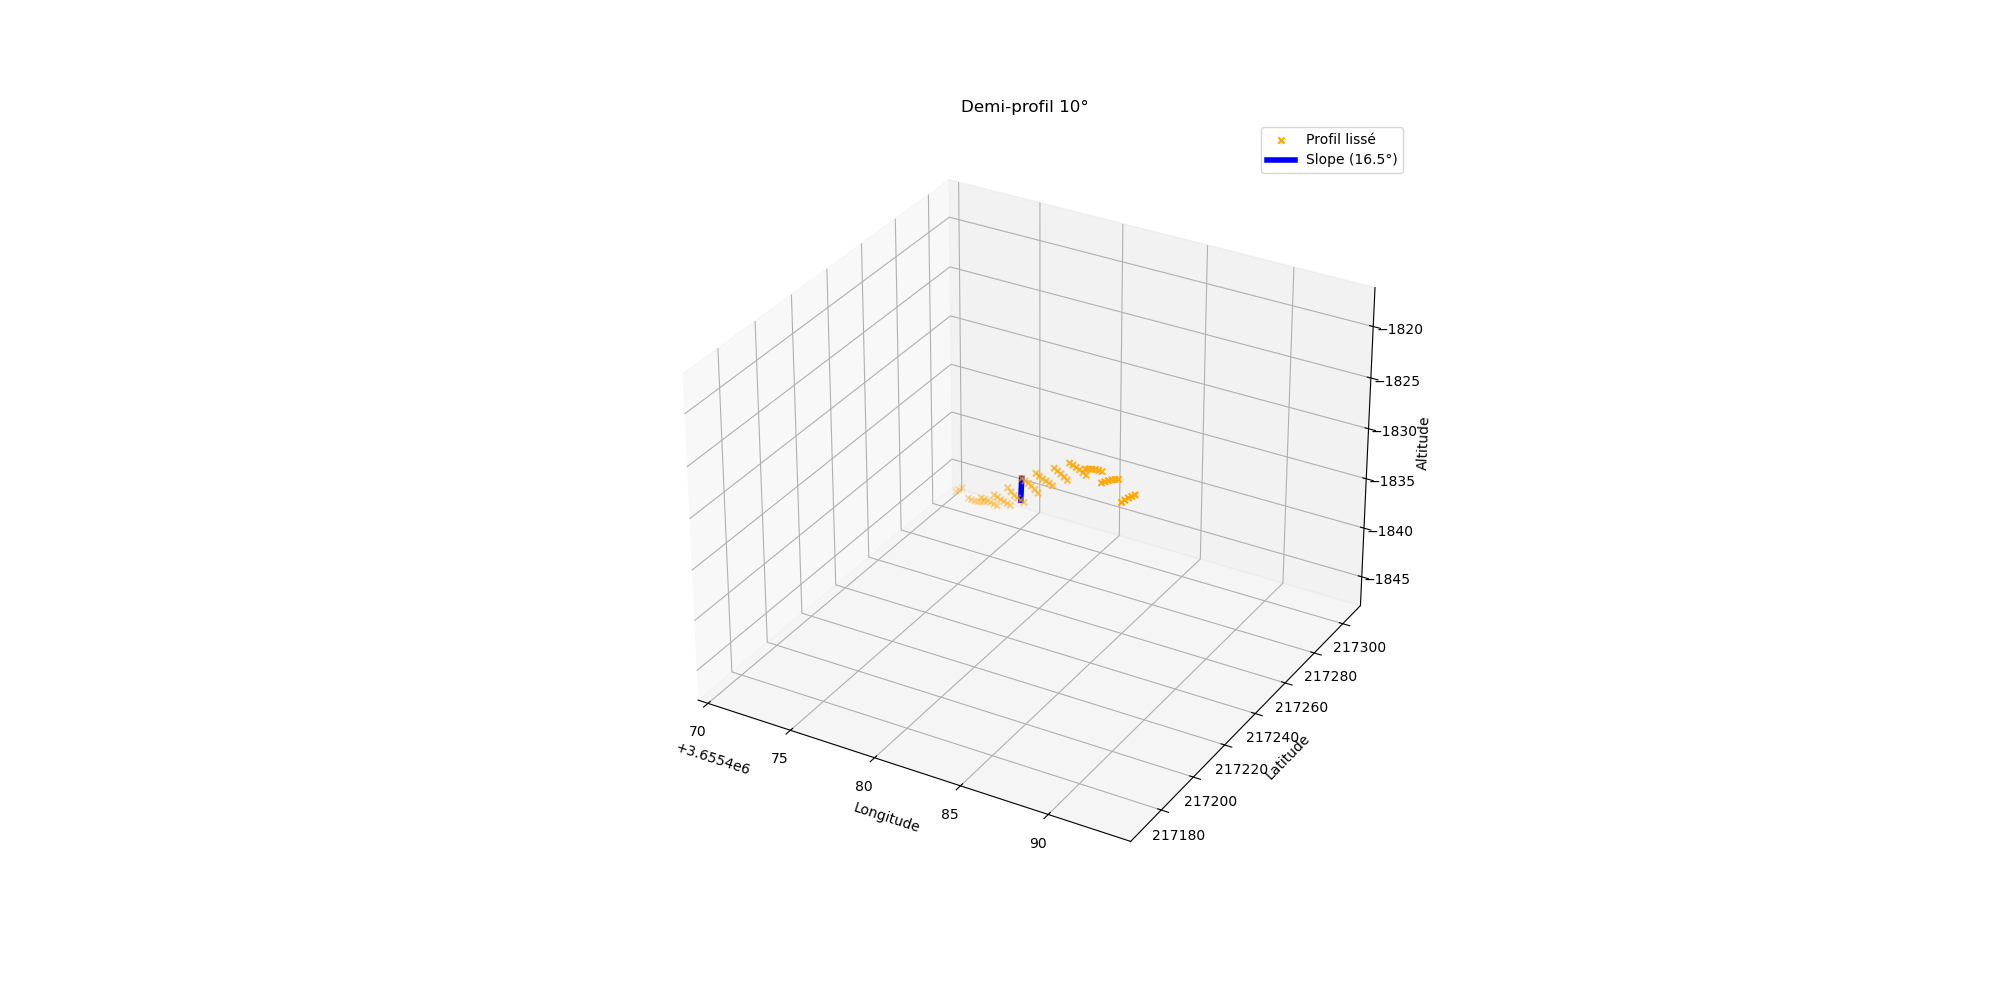 Demi-profil 10°
Profil lissé
Slope (16.5°)
−1820
−1825
−1830
−1835
−1840
−1845
Altitude
217300
217280
217260
217240
217220
217200
217180
Latitude
70
75
80
85
90
+3.6554e6
Longitude